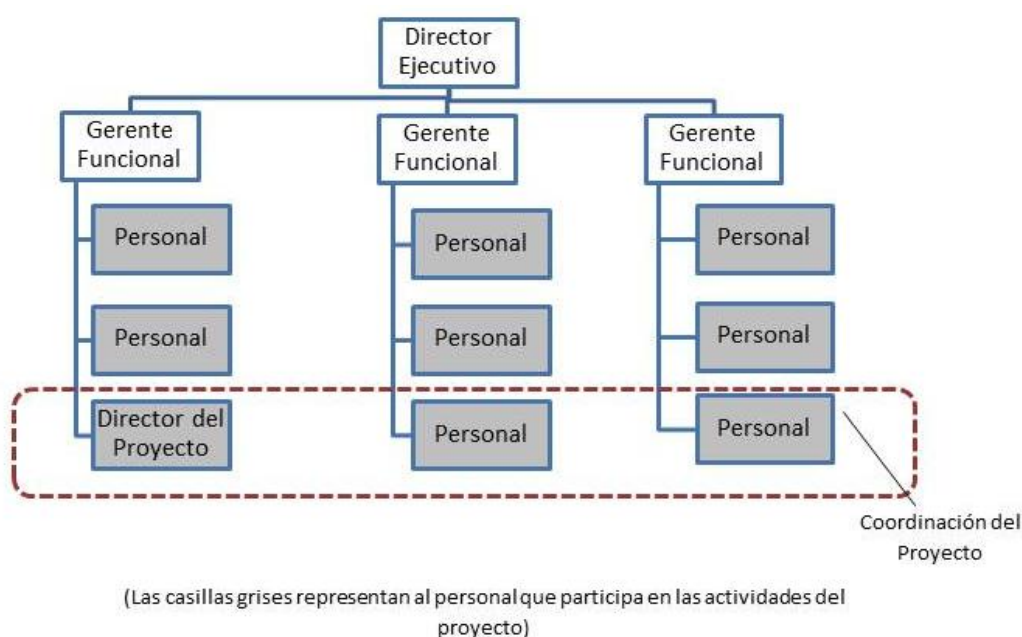 Director
Ejecutivo
Gerente
Funcional
Gerente
Funcional
Gerente
Funcional
Personal
Personal
Personal
Personal
Personal
Personal
Director del
Proyecto
Personal
Personal
Coordinación del
Proyecto
(Las casillas grises representan al personal que participa en las actividades del
proyecto)